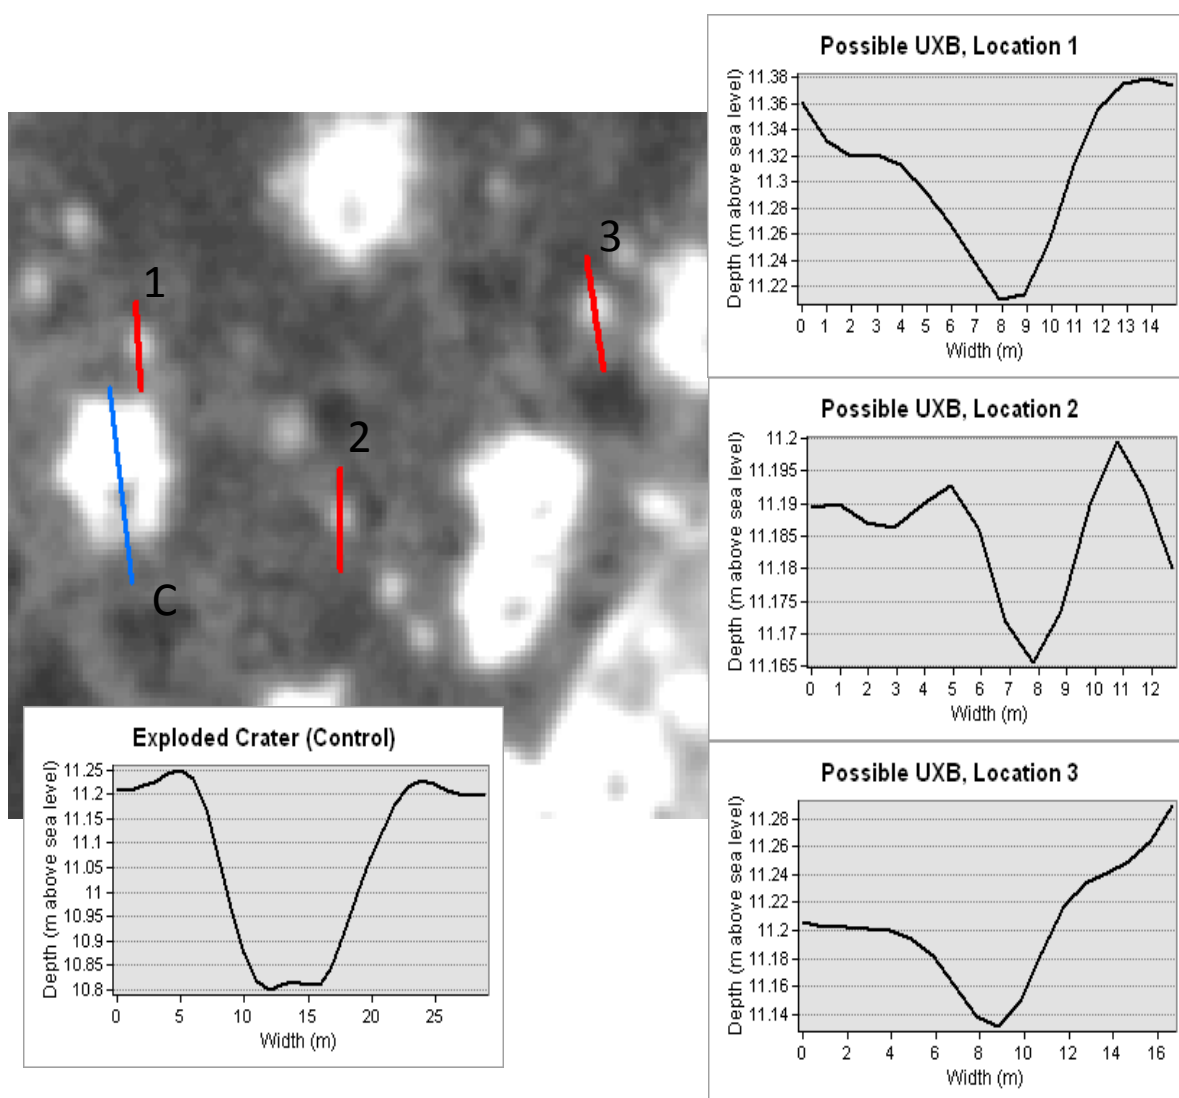 1
2
3
C
Possible UXB, Location 1
Depth (m above sea level)
11.38
11.36
11.34
11.32
11.3
11.28
11.26
11.24
11.22
0 1 2 3 4 5 6 7 8 9 10 11 12 13 14
Width (m)
Possible UXB, Location 2
Depth (m above sea level)
11.2
11.195
11.19
11.185
11.18
11.175
11.17
11.165
0 1 2 3 4 5 6 7 8 9 10 11 12
Width (m)
Possible UXB, Location 3
Depth (m above sea level)
11.28
11.26
11.24
11.22
11.2
11.18
11.16
11.14
0 2 4 6 8 10 12 14 16
Width (m)
Exploded Crater (Control)
Depth (m above sea level)
11.25
11.2
11.15
11.1
11.05
11
10.95
10.9
10.85
10.8
0 5 10 15 20 25
Width (m)